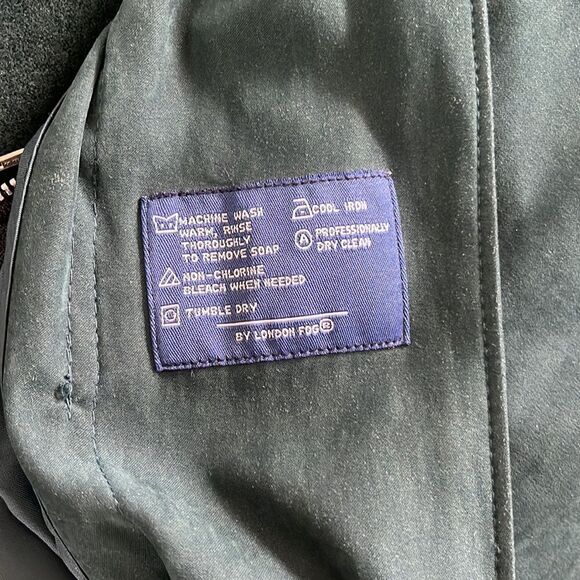 MACHINE WASH
WARM, RINSE
THOROUGHLY
TO REMOVE SOAP
NON-CHLORINE
BLEACH WHEN NEEDED
TUMBLE DRY
COOL IRON
A PROFESSIONALLY
DRY CLEAN
BY LONDON FOG®